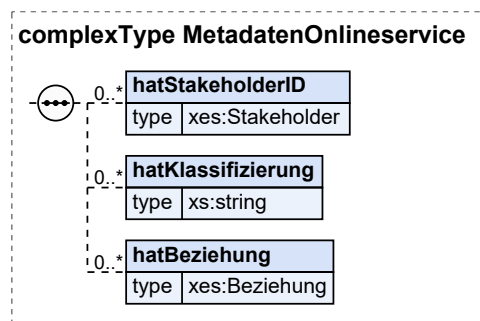 complexType MetadatenOnlineservice
0..* hatStakeholderID
type xes:Stakeholder
0..* hatKlassifizierung
type xs:string
0..* hatBeziehung
type xes:Beziehung